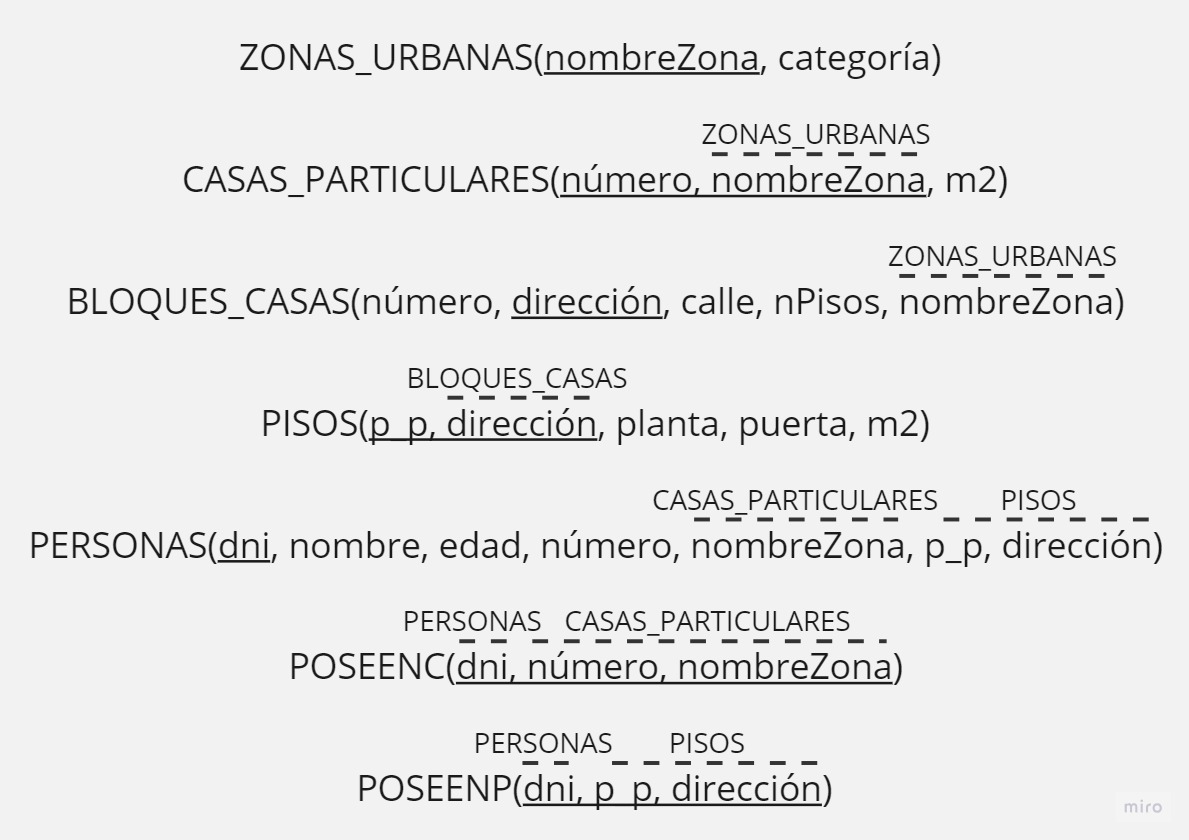 ZONAS_URBANAS(nombreZona, categoría)
ZONAS_URBANAS
CASAS_PARTICULARES(número, nombreZona, m2)
ZONAS_URBANAS
BLOQUES_CASAS(número, dirección, calle, nPisos, nombreZona)
BLOQUES_CASAS
PISOS(p_p, dirección, planta, puerta, m2)
CASAS_PARTICULARES PISOS
PERSONAS(dni, nombre, edad, número, nombreZona, p_p, dirección)
PERSONAS CASAS_PARTICULARES
POSEENC(dni, número, nombreZona)
PERSONAS PISOS
POSEENP(dni, p_p, dirección)
miro